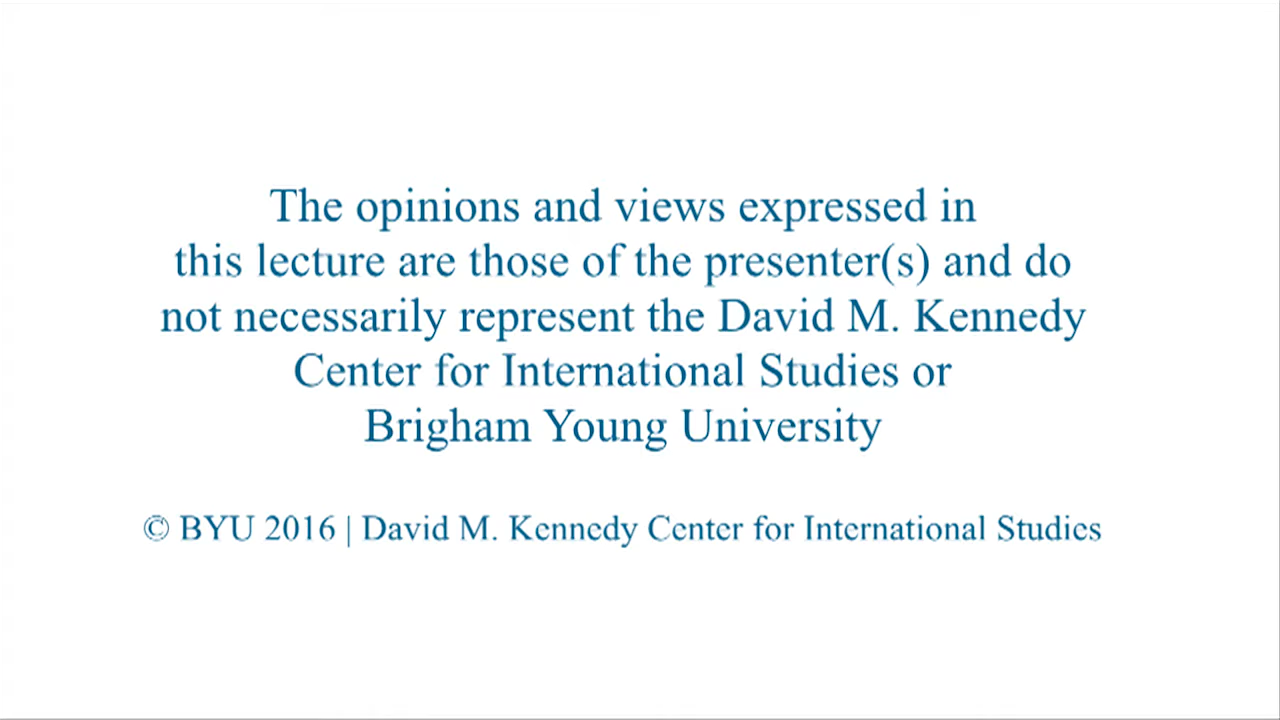 The opinions and views expressed in
this lecture are those of the presenter(s) and do
not necessarily represent the David M. Kennedy
Center for International Studies or
Brigham Young University
© BYU 2016 | David M. Kennedy Center for International Studies